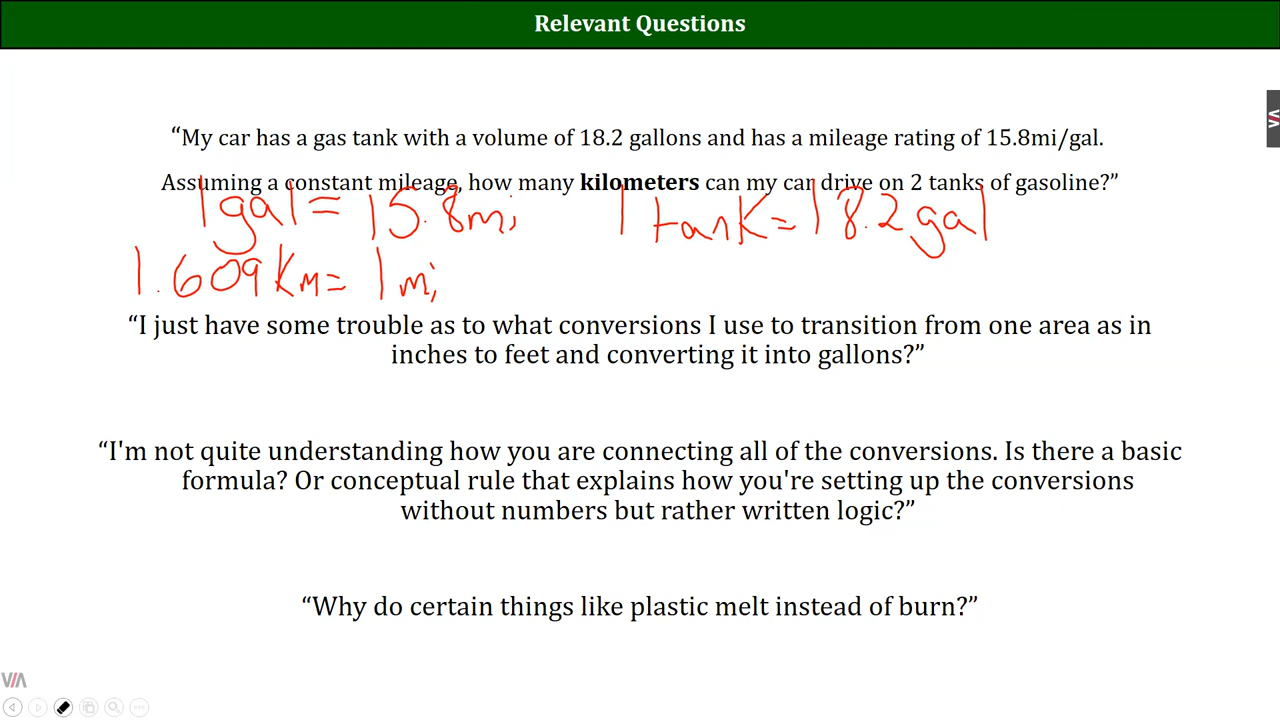 Relevant Questions
“My car has a gas tank with a volume of 18.2 gallons and has a mileage rating of 15.8mi/gal.
Assuming a constant mileage, how many kilometers can my car drive on 2 tanks of gasoline?”
1 gal = 15.8mi 1 tank = 18.2gal
1.609km = 1mi
“I just have some trouble as to what conversions I use to transition from one area as in
inches to feet and converting it into gallons?”
“I'm not quite understanding how you are connecting all of the conversions. Is there a basic
formula? Or conceptual rule that explains how you're setting up the conversions
without numbers but rather written logic?”
“Why do certain things like plastic melt instead of burn?”
VIA